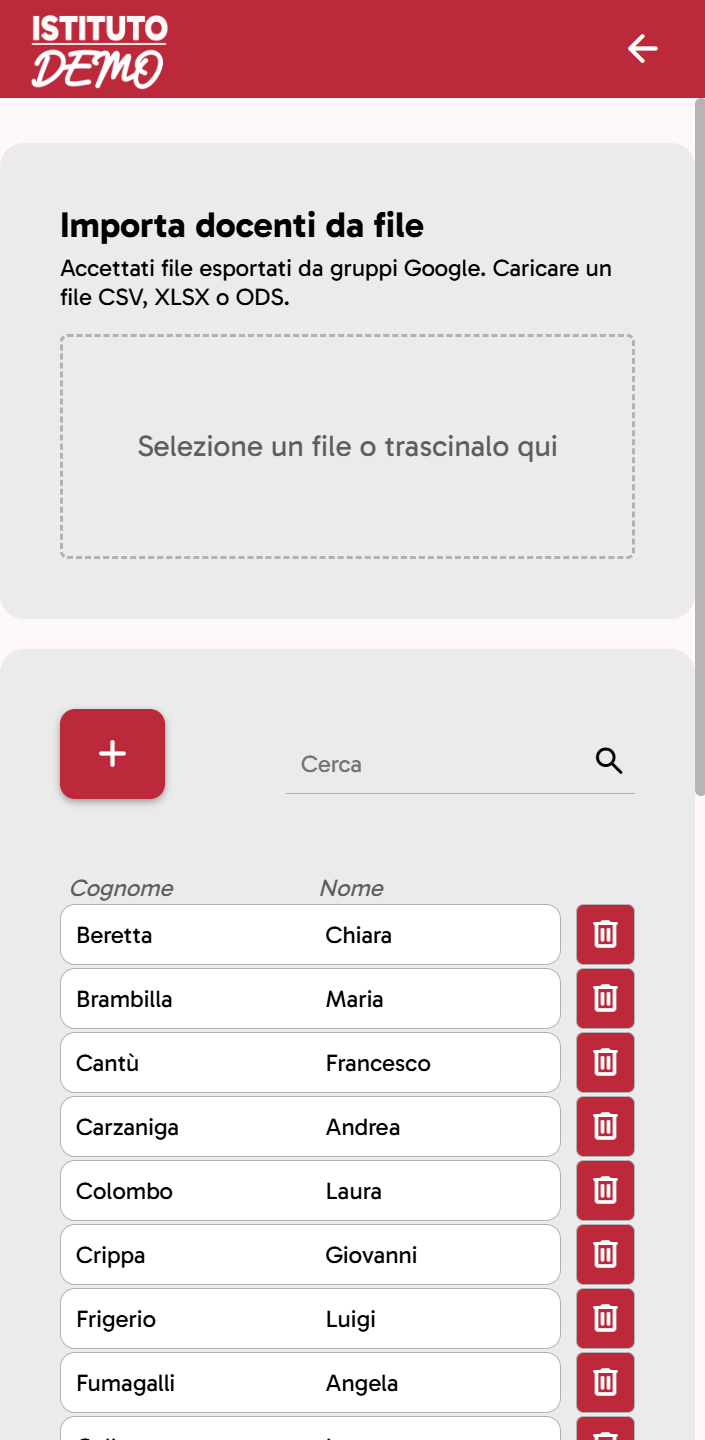 ISTITUTO
DEMO
Importa docenti da file
Accettati file esportati da gruppi Google. Caricare un
file CSV, XLSX o ODS.
Selezione un file o trascinalo qui
Cerca
Cognome Nome
Beretta Chiara
Brambilla Maria
Cantù Francesco
Carzaniga Andrea
Colombo Laura
Crippa Giovanni
Frigerio Luigi
Fumagalli Angela